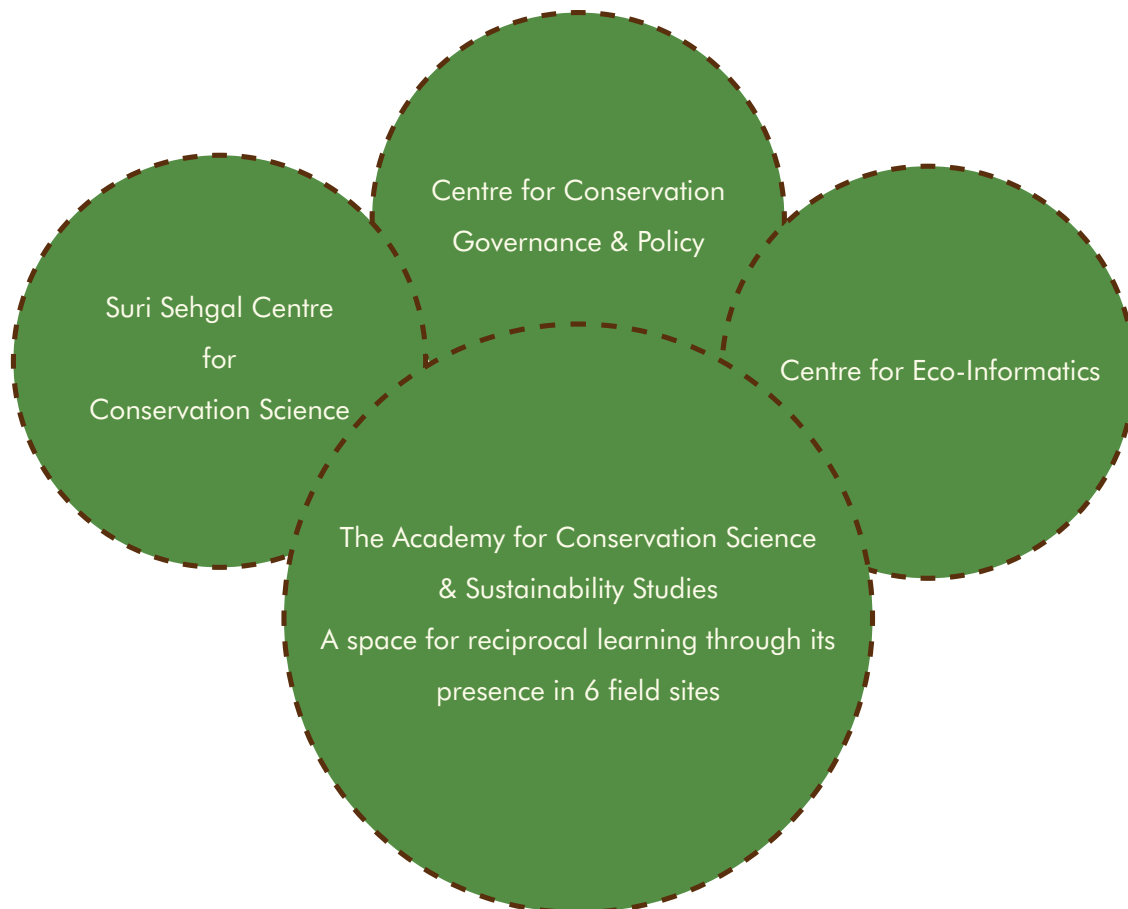 Centre for Conservation
Governance & Policy
Suri Sehgal Centre
for
Conservation Science
Centre for Eco-Informatics
The Academy for Conservation Science
& Sustainability Studies
A space for reciprocal learning through its
presence in 6 field sites